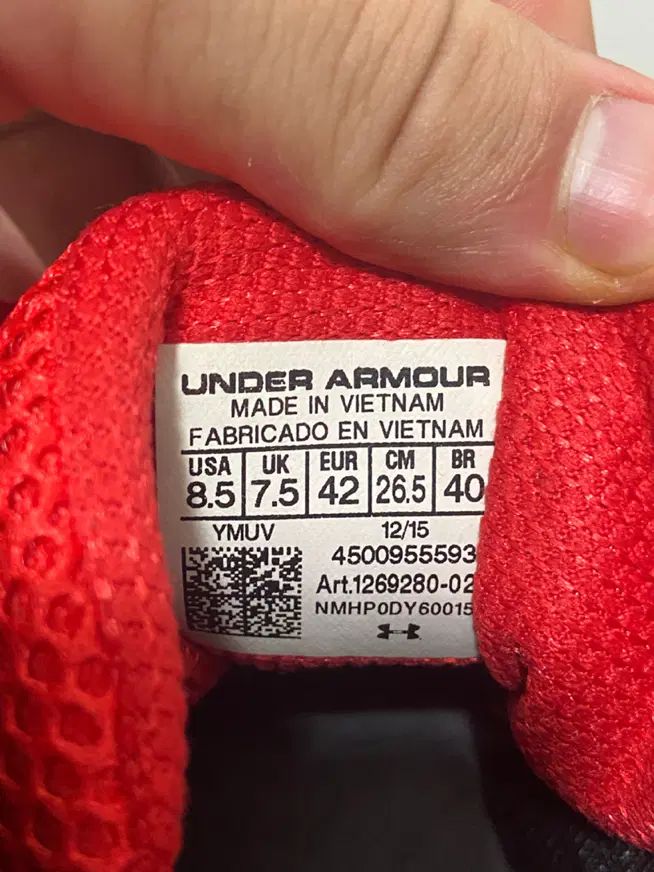 UNDER ARMOUR
MADE IN VIETNAM
FABRICADO EN VIETNAM
USA UK EUR CM BR
8.5 7.5 42 26.5 40
YMUV 12/15
4500955593
Art.1269280-02
NMHP0DY60015